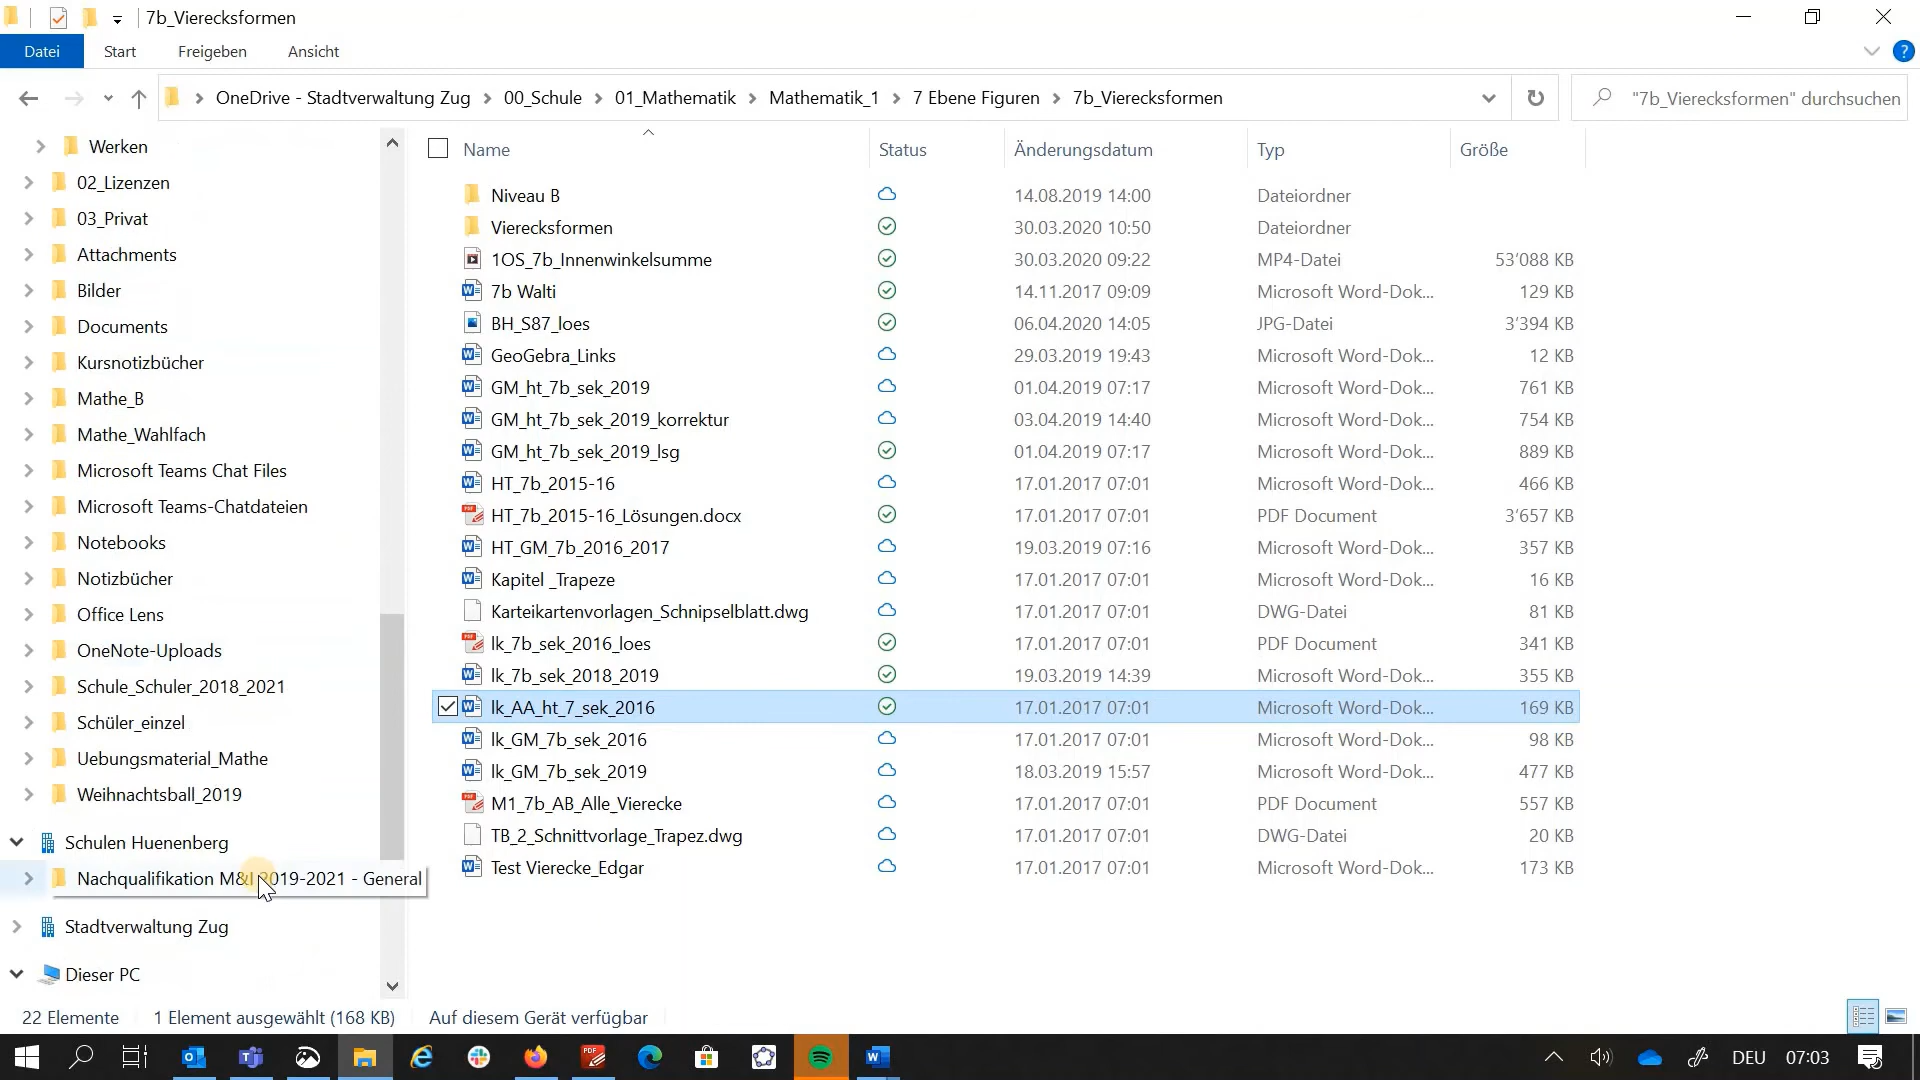 7b_Vierecksformen
Datei Start Freigeben Ansicht
OneDrive - Stadtverwaltung Zug 00_Schule 01_Mathematik Mathematik_1 7 Ebene Figuren 7b_Vierecksformen "7b_Vierecksformen" durchsuchen
Werken
02_Lizenzen
03_Privat
Attachments
Bilder
Documents
Kursnotizbücher
Mathe_B
Mathe_Wahlfach
Microsoft Teams Chat Files
Microsoft Teams-Chatdateien
Notebooks
Notizbücher
Office Lens
OneNote-Uploads
Schule_Schuler_2018_2021
Schüler_einzel
Uebungsmaterial_Mathe
Weihnachtsball_2019
Schulen Huenenberg
Nachqualifikation M&I 2019-2021 - General
Stadtverwaltung Zug
Dieser PC
Name Status Änderungsdatum Typ Größe
Niveau B 14.08.2019 14:00 Dateiordner
Vierecksformen 30.03.2020 10:50 Dateiordner
1OS_7b_Innenwinkelsumme 30.03.2020 09:22 MP4-Datei 53'088 KB
7b Walti 14.11.2017 09:09 Microsoft Word-Dok... 129 KB
BH_S87_loes 06.04.2020 14:05 JPG-Datei 3'394 KB
GeoGebra_Links 29.03.2019 19:43 Microsoft Word-Dok... 12 KB
GM_ht_7b_sek_2019 01.04.2019 07:17 Microsoft Word-Dok... 761 KB
GM_ht_7b_sek_2019_korrektur 03.04.2019 14:40 Microsoft Word-Dok... 754 KB
GM_ht_7b_sek_2019_lsg 01.04.2019 07:17 Microsoft Word-Dok... 889 KB
HT_7b_2015-16 17.01.2017 07:01 Microsoft Word-Dok... 466 KB
HT_7b_2015-16_Lösungen.docx 17.01.2017 07:01 PDF Document 3'657 KB
HT_GM_7b_2016_2017 19.03.2019 07:16 Microsoft Word-Dok... 357 KB
Kapitel _Trapeze 17.01.2017 07:01 Microsoft Word-Dok... 16 KB
Karteikartenvorlagen_Schnipselblatt.dwg 17.01.2017 07:01 DWG-Datei 81 KB
lk_7b_sek_2016_loes 17.01.2017 07:01 PDF Document 341 KB
lk_7b_sek_2018_2019 19.03.2019 14:39 Microsoft Word-Dok... 355 KB
lk_AA_ht_7_sek_2016 17.01.2017 07:01 Microsoft Word-Dok... 169 KB
lk_GM_7b_sek_2016 17.01.2017 07:01 Microsoft Word-Dok... 98 KB
lk_GM_7b_sek_2019 18.03.2019 15:57 Microsoft Word-Dok... 477 KB
M1_7b_AB_Alle_Vierecke 17.01.2017 07:01 PDF Document 557 KB
TB_2_Schnittvorlage_Trapez.dwg 17.01.2017 07:01 DWG-Datei 20 KB
Test Vierecke_Edgar 17.01.2017 07:01 Microsoft Word-Dok... 173 KB
22 Elemente 1 Element ausgewählt (168 KB) Auf diesem Gerät verfügbar
DEU 07:03